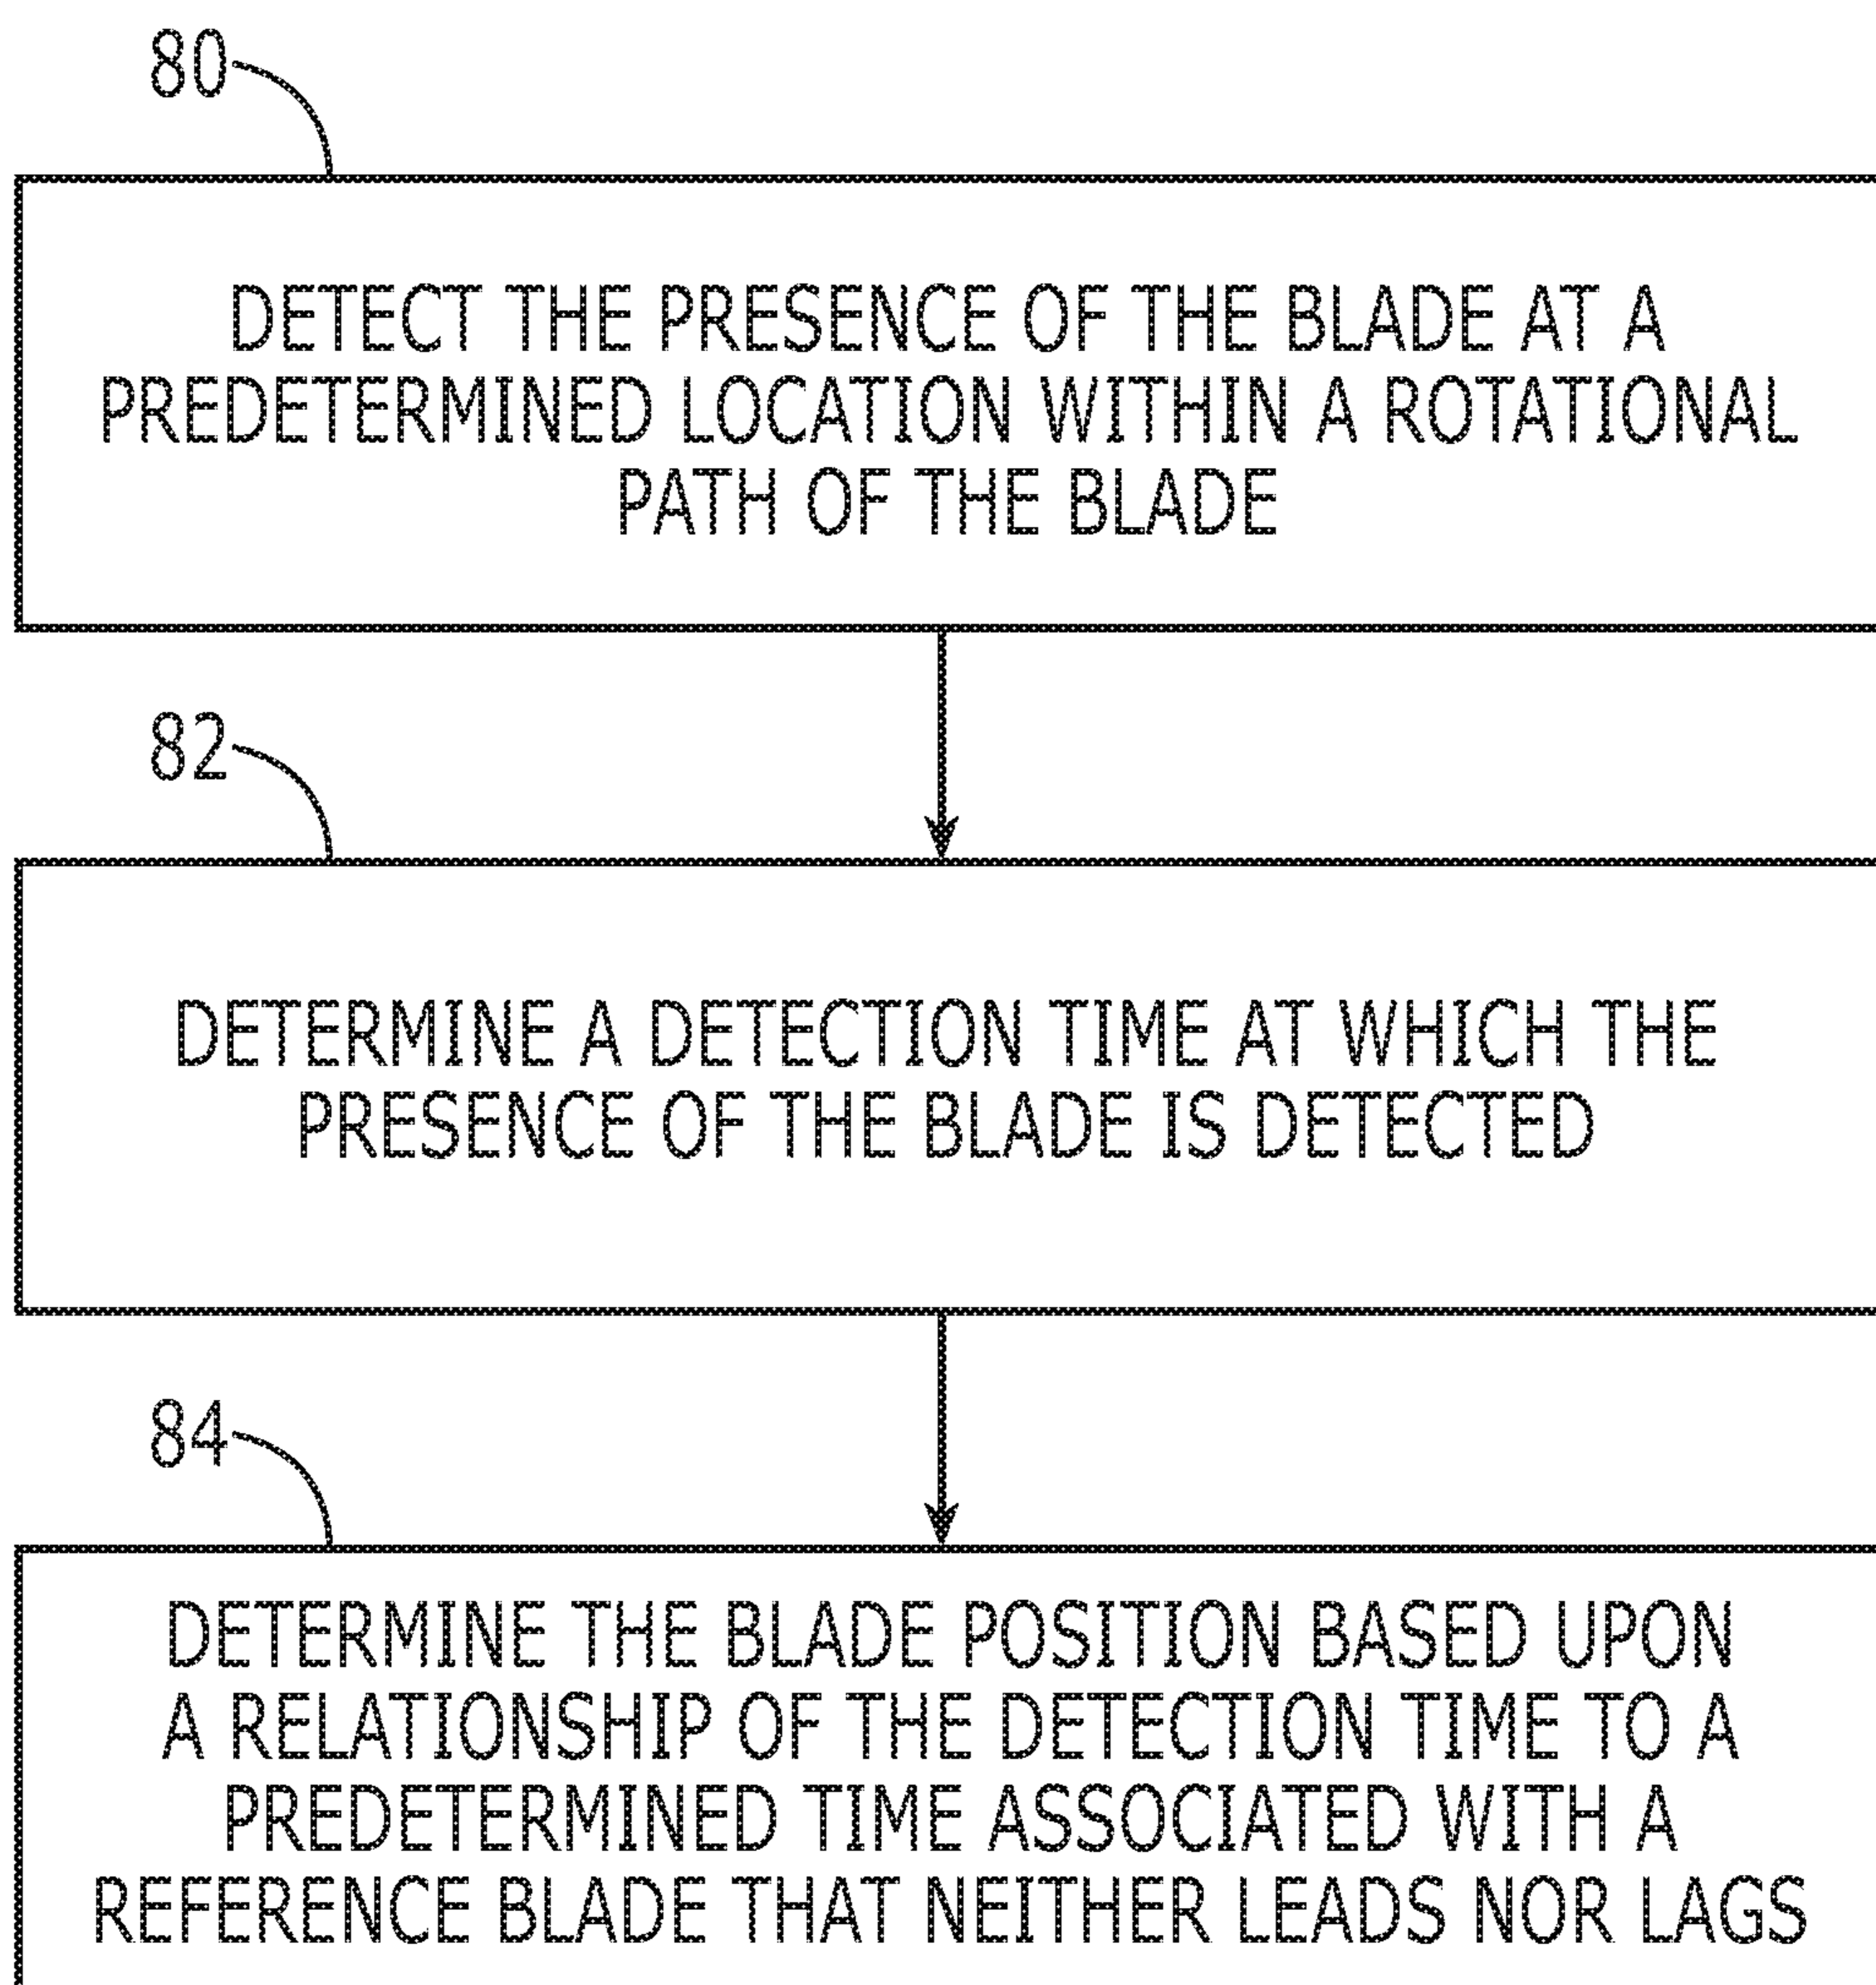 80
DETECT THE PRESENCE OF THE BLADE AT A
PREDETERMINED LOCATION WITHIN A ROTATIONAL
PATH OF THE BLADE
82
DETERMINE A DETECTION TIME AT WHICH THE
PRESENCE OF THE BLADE IS DETECTED
84
DETERMINE THE BLADE POSITION BASED UPON
A RELATIONSHIP OF THE DETECTION TIME TO A
PREDETERMINED TIME ASSOCIATED WITH A
REFERENCE BLADE THAT NEITHER LEADS NOR LAGS